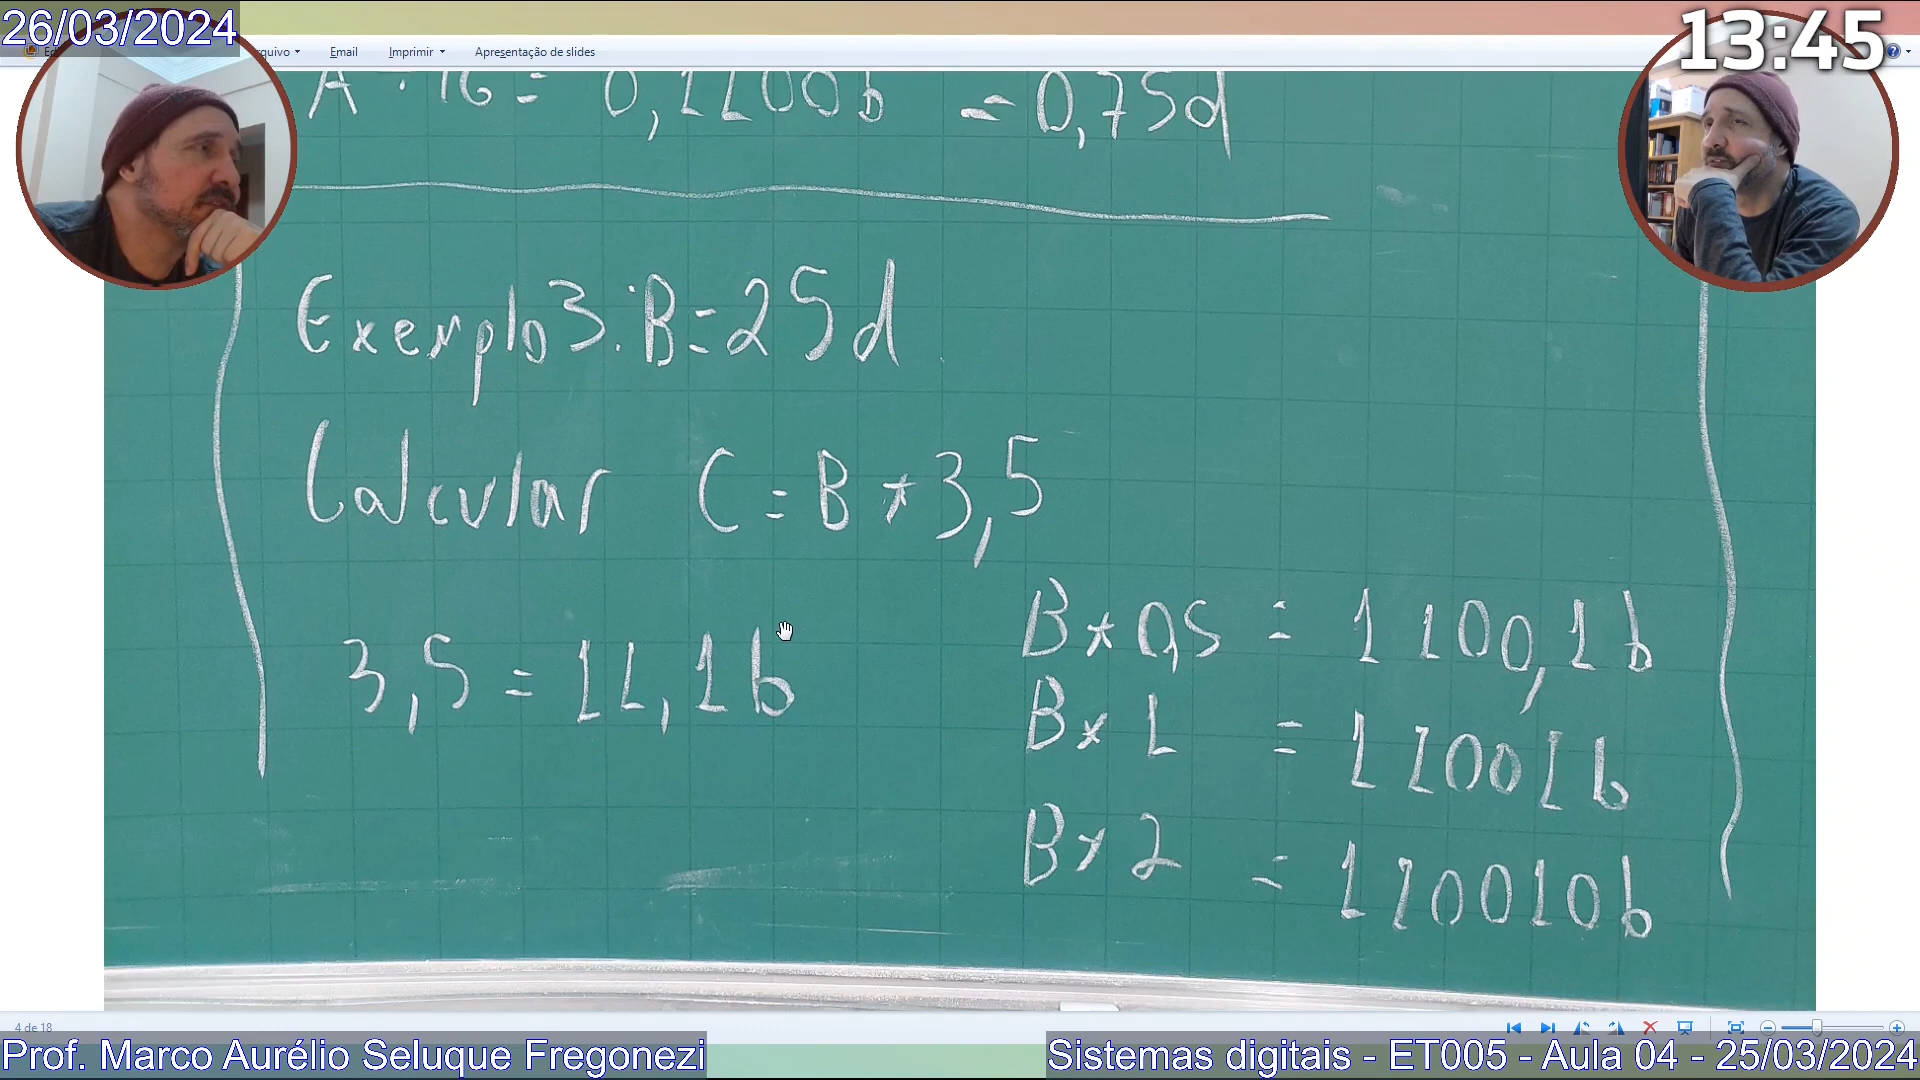 26/03/2024
13:45
rquivo Email Imprimir Apresentação de slides
A ÷ 16 = 0,1100b = 0,75d
Exemplo 3: B=25d
Calcular C = B * 3,5
3,5 = 11,1b
B * 0,5 = 1100,1b
B * 1 = 11001b
B * 2 = 110010b
4 de 18
Prof. Marco Aurélio Seluque Fregonezi
Sistemas digitais - ET005 - Aula 04 - 25/03/2024